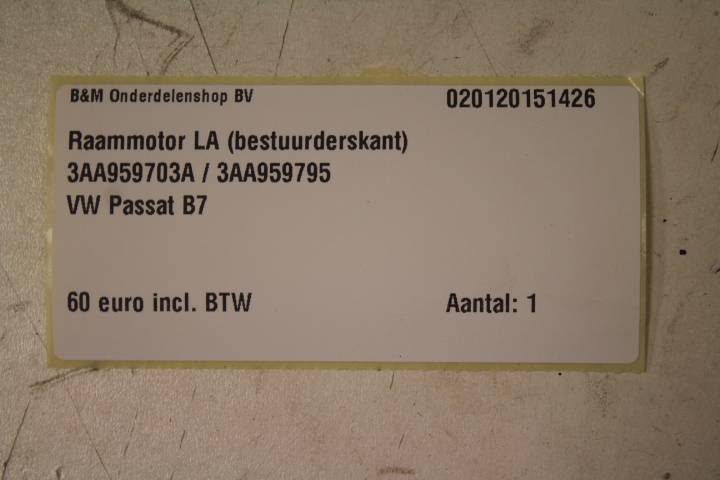 B&M Onderdelenshop BV 020120151426
Raammotor LA (bestuurderskant)
3AA959703A / 3AA959795
VW Passat B7
60 euro incl. BTW Aantal: 1